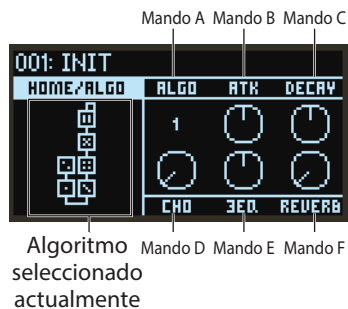 Mando A Mando B Mando C
001: INIT
HOME/ALGO ALGO ATK DECAY
1
CHO 3EQ. REVERB
Algoritmo
seleccionado
actualmente
Mando D Mando E Mando F